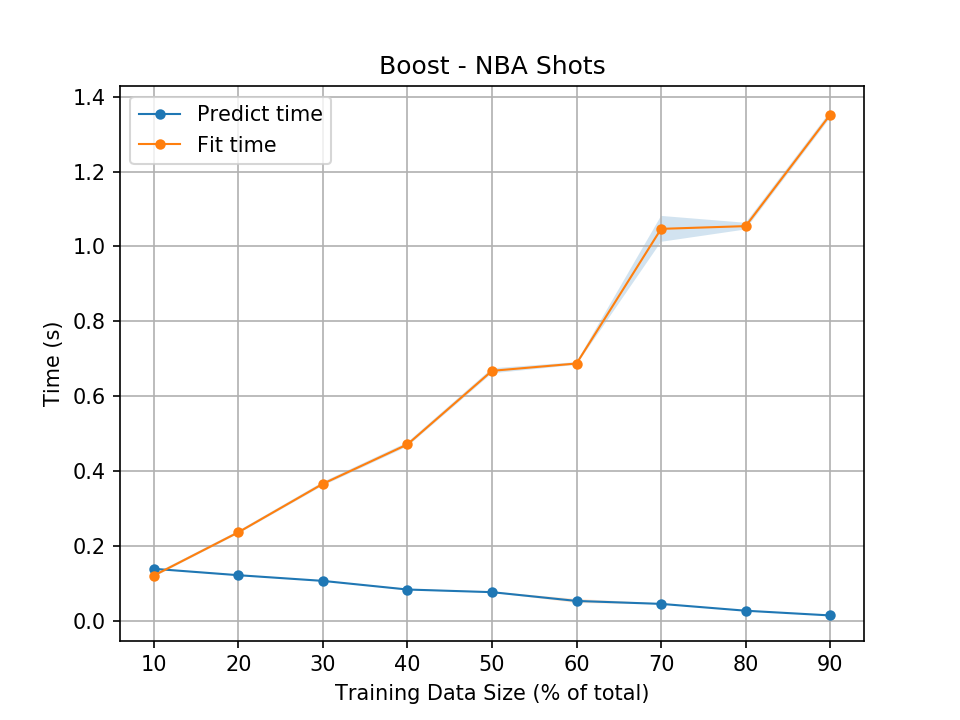 Boost - NBA Shots
Predict time
Fit time
Time (s)
1.4
1.2
1.0
0.8
0.6
0.4
0.2
0.0
10 20 30 40 50 60 70 80 90
Training Data Size (% of total)